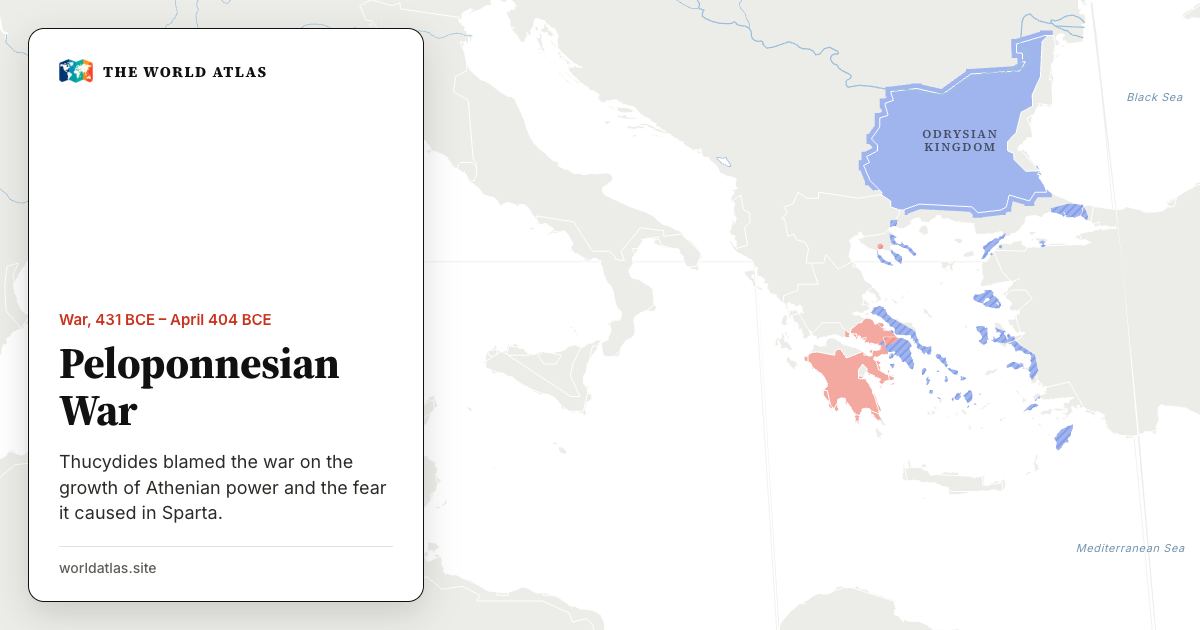 THE WORLD ATLAS
War, 431 BCE – April 404 BCE
Peloponnesian
War
Thucydides blamed the war on the
growth of Athenian power and the fear
it caused in Sparta.
worldatlas.site
ODRYSIAN
KINGDOM
Black Sea
Mediterranean Sea